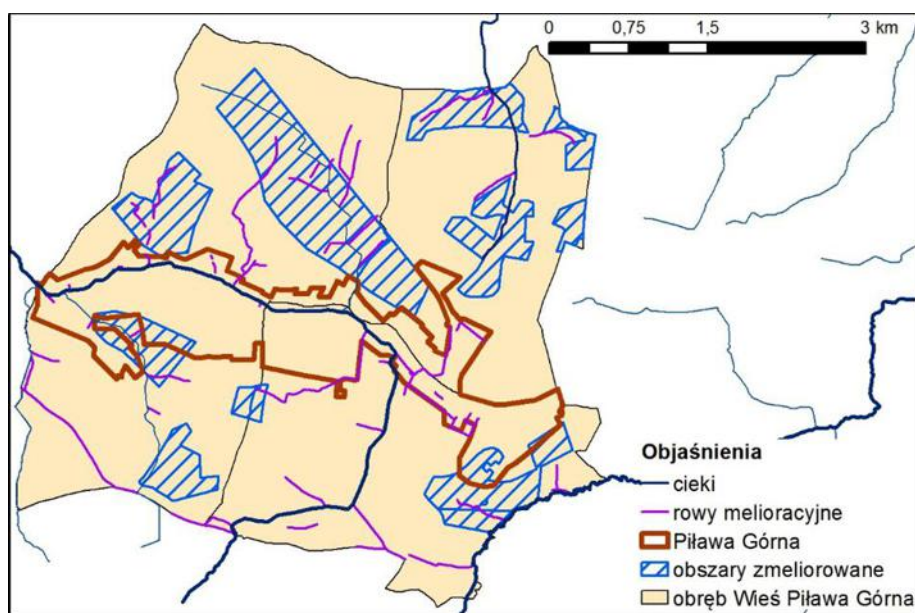 0 0,75 1,5 3 km
Objaśnienia
cieki
rowy melioracyjne
Piława Górna
obszary zmeliorowane
obręb Wieś Piława Górna